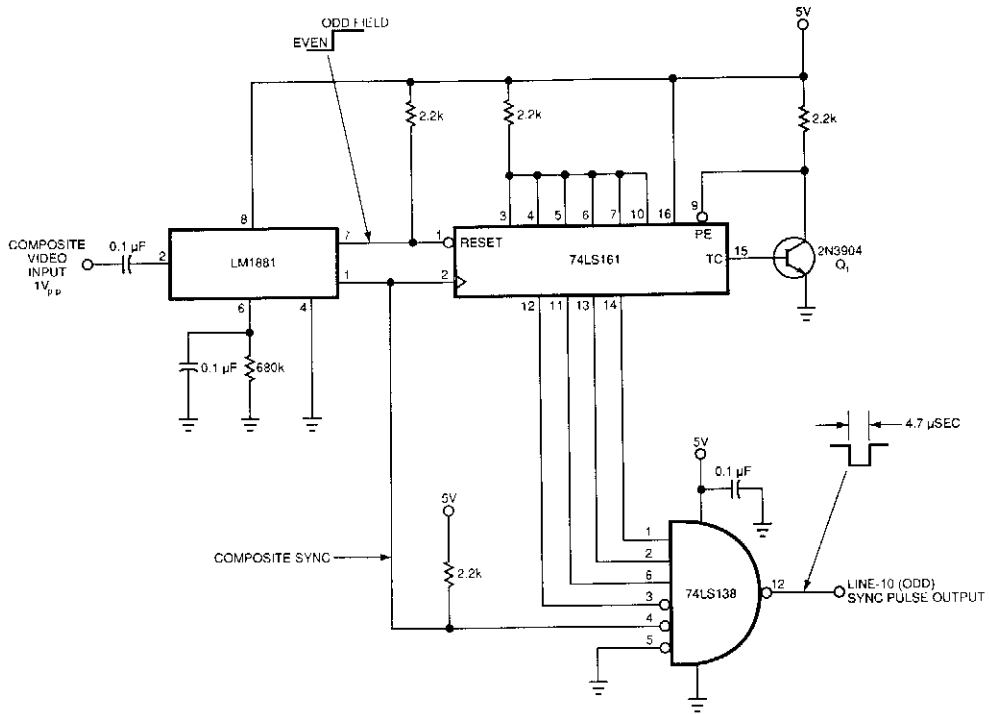 ODD FIELD
EVEN
5V
2.2k
2.2k
2.2k
8
3
4
5
6
7
10
16
9
PE
COMPOSITE
VIDEO
INPUT
1Vp p
0.1 µF
2
LM1881
7
1
RESET
1
2
74LS161
TC
15
2N3904
Q1
6
4
12
11
13
14
0.1 µF
680k
4.7 µSEC
5V
0.1 µF
5V
COMPOSITE SYNC
2.2k
1
2
6
3
4
5
74LS138
12
LINE-10 (ODD)
SYNC PULSE OUTPUT